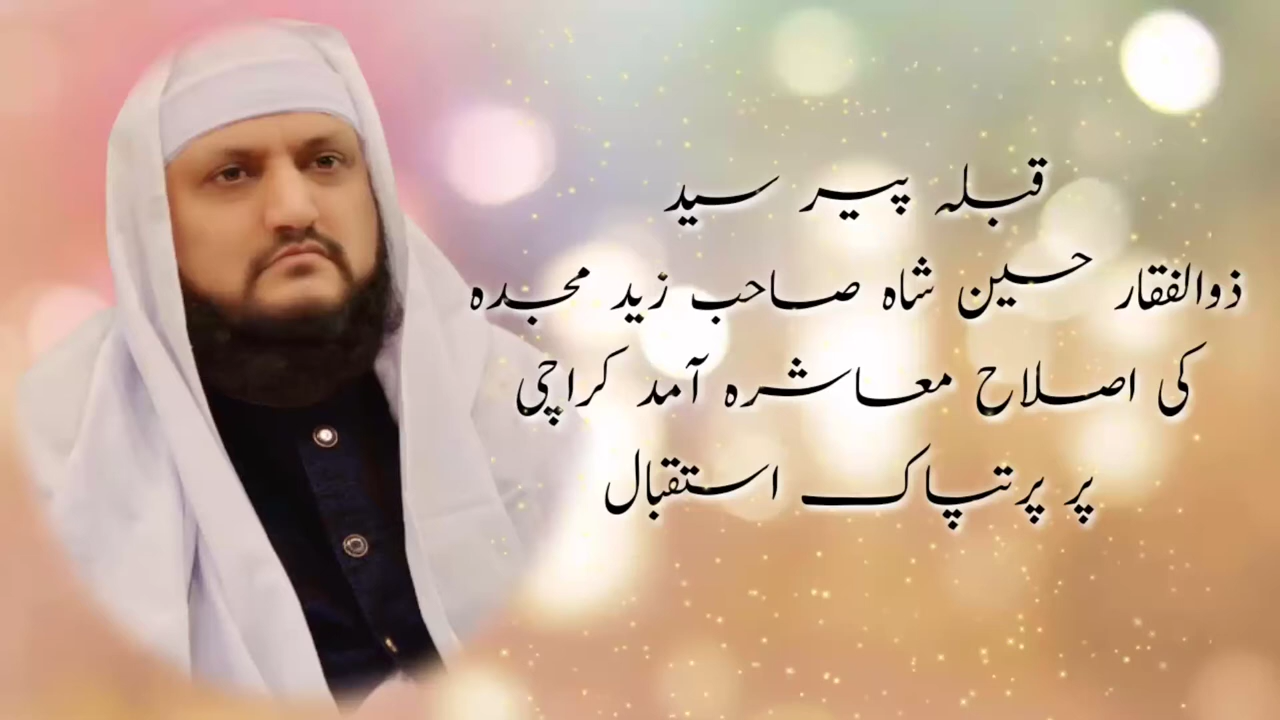 قبلہ پیر سید
ذوالفقار حسین شاہ صاحب زید مجدہ
کی اصلاح معاشرہ آمد کراچی
پر پرتپاک استقبال